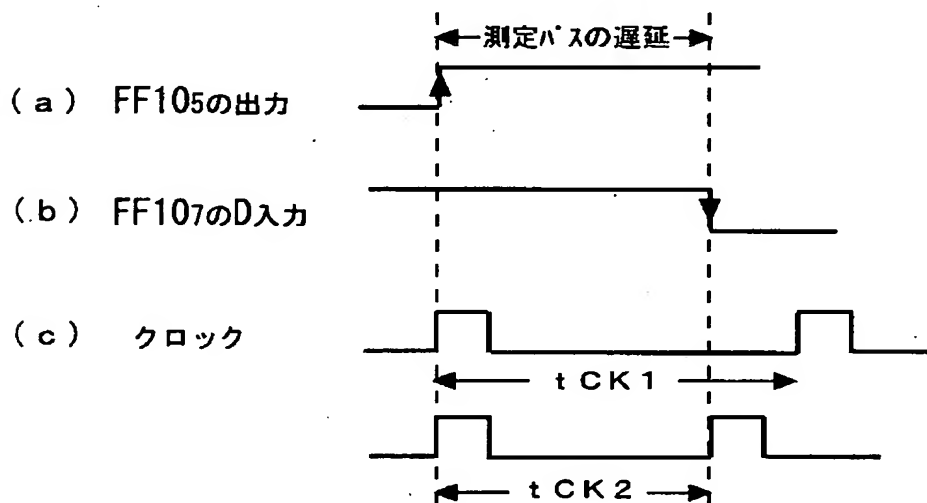 測定パスの遅延
(a) FF105の出力
(b) FF107のD入力
(c) クロック
tCK1
tCK2